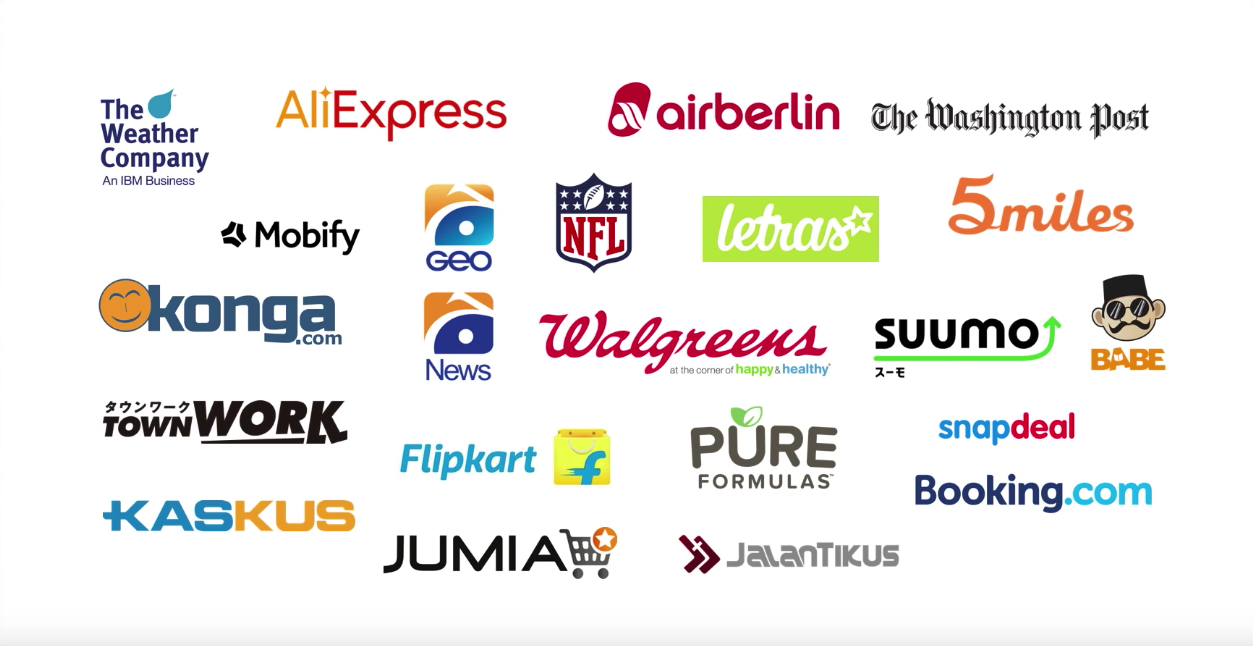 The
Weather
Company
An IBM Business
AliExpress
airberlin
The Washington Post
Mobify
GEO
NFL
letras
5miles
konga
.com
News
Walgreens
at the corner of happy & healthy
suumo
スーモ
BABE
タウンワーク
TOWNWORK
Flipkart
f
PURE
FORMULAS™
snapdeal
Booking.com
KASKUS
JUMIA
JALANTIKUS